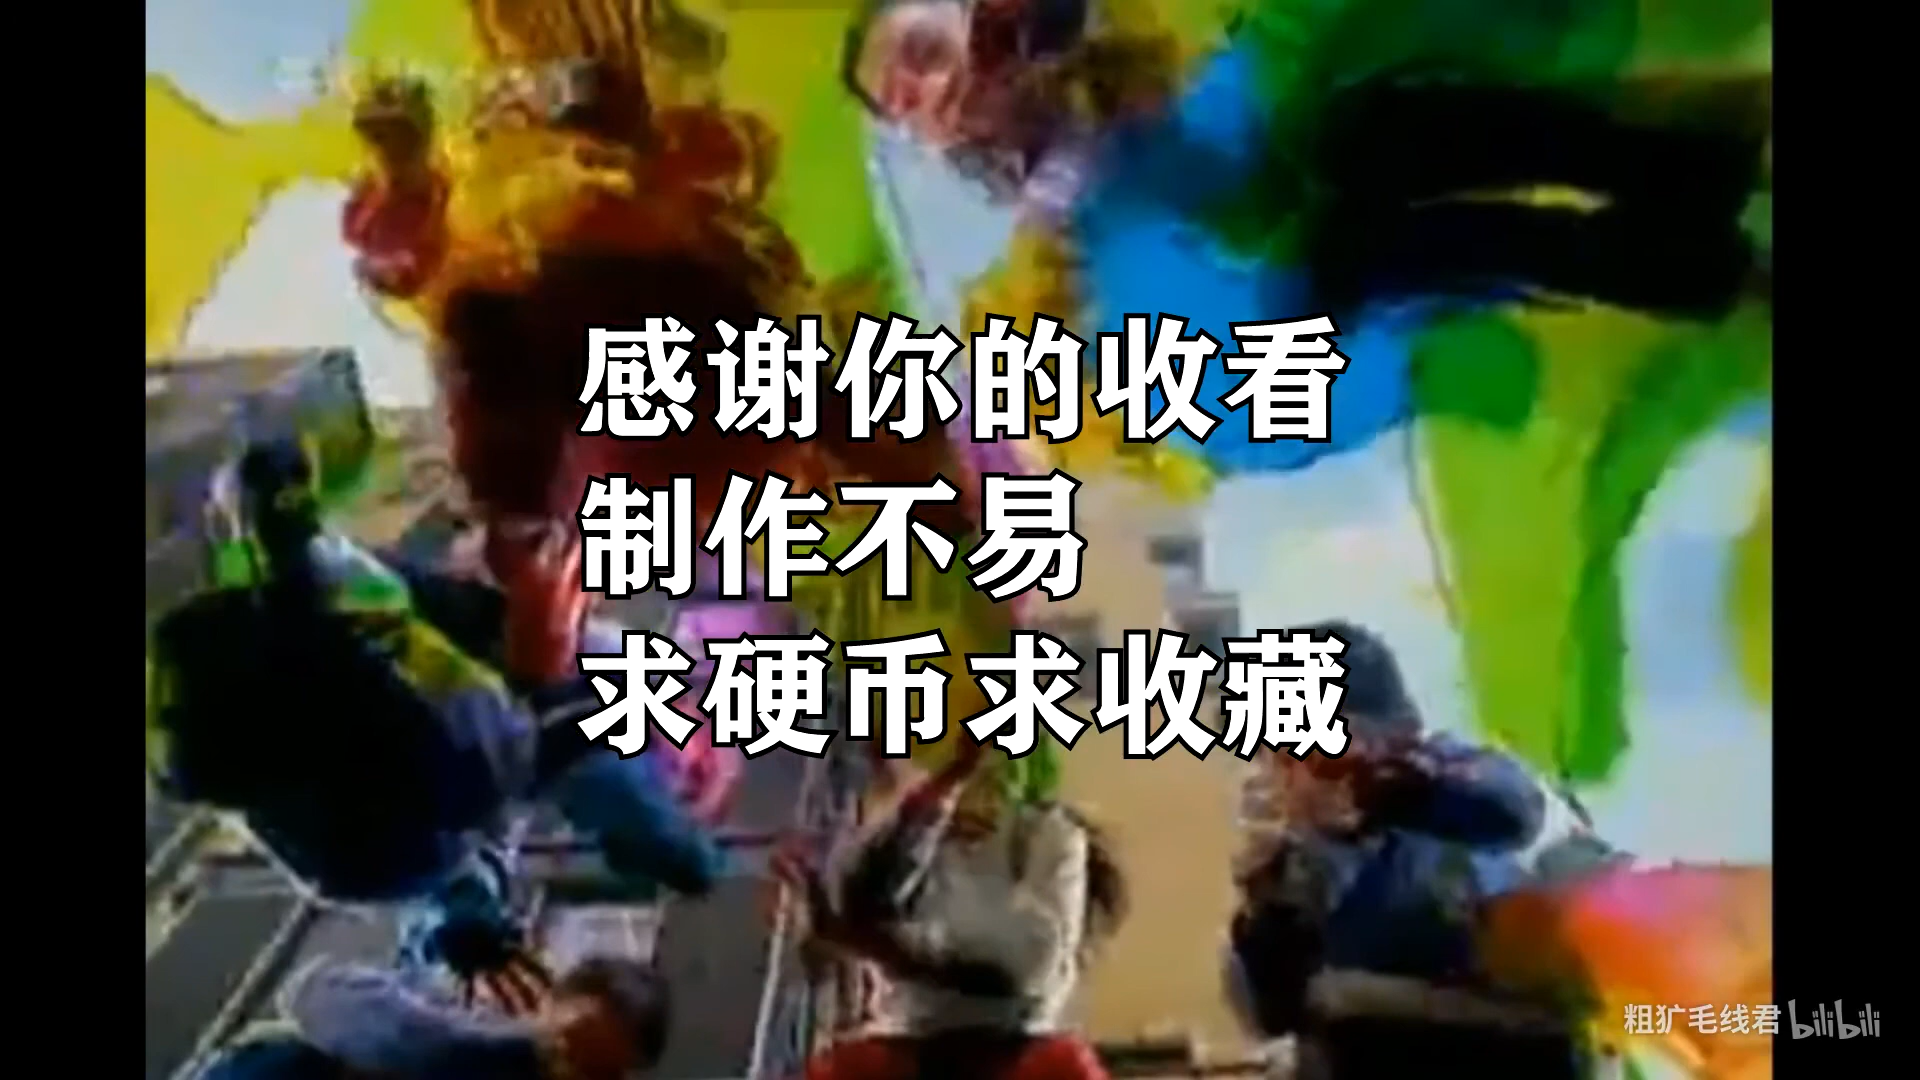 感谢你的收看
制作不易
求硬币求收藏
粗犷毛线君 bilibili